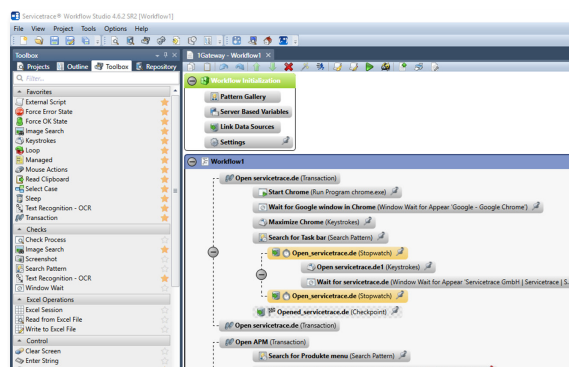 Servicetrace® Workflow Studio 4.6.2 SR2 [Workflow1]
File View Project Tools Options Help
Toolbox
Projects Outline Toolbox Repository
Filter...
Favorites
External Script
Force Error State
Force OK State
Image Search
Keystrokes
Loop
Managed
Mouse Actions
Read Clipboard
Select Case
Sleep
Text Recognition - OCR
Transaction
Checks
Check Process
Image Search
Screenshot
Search Pattern
Text Recognition - OCR
Window Wait
Excel Operations
Excel Session
Read from Excel File
Write to Excel File
Control
Clear Screen
Enter String
1Gateway - Workflow1
Workflow Initialization
Pattern Gallery
Server Based Variables
Link Data Sources
Settings
Workflow1
Open servicetrace.de (Transaction)
Start Chrome (Run Program chrome.exe)
Wait for Google window in Chrome (Window Wait for Appear 'Google - Google Chrome')
Maximize Chrome (Keystrokes)
Search for Task bar (Search Pattern)
Open_servicetrace.de (Stopwatch)
Open servicetrace.de1 (Keystrokes)
Wait for servicetrace.de (Window Wait for Appear 'Servicetrace GmbH | Servicetrace | S...
Open_servicetrace.de (Stopwatch)
Opened_servicetrace.de (Checkpoint)
Open servicetrace.de (Transaction)
Open APM (Transaction)
Search for Produkte menu (Search Pattern)